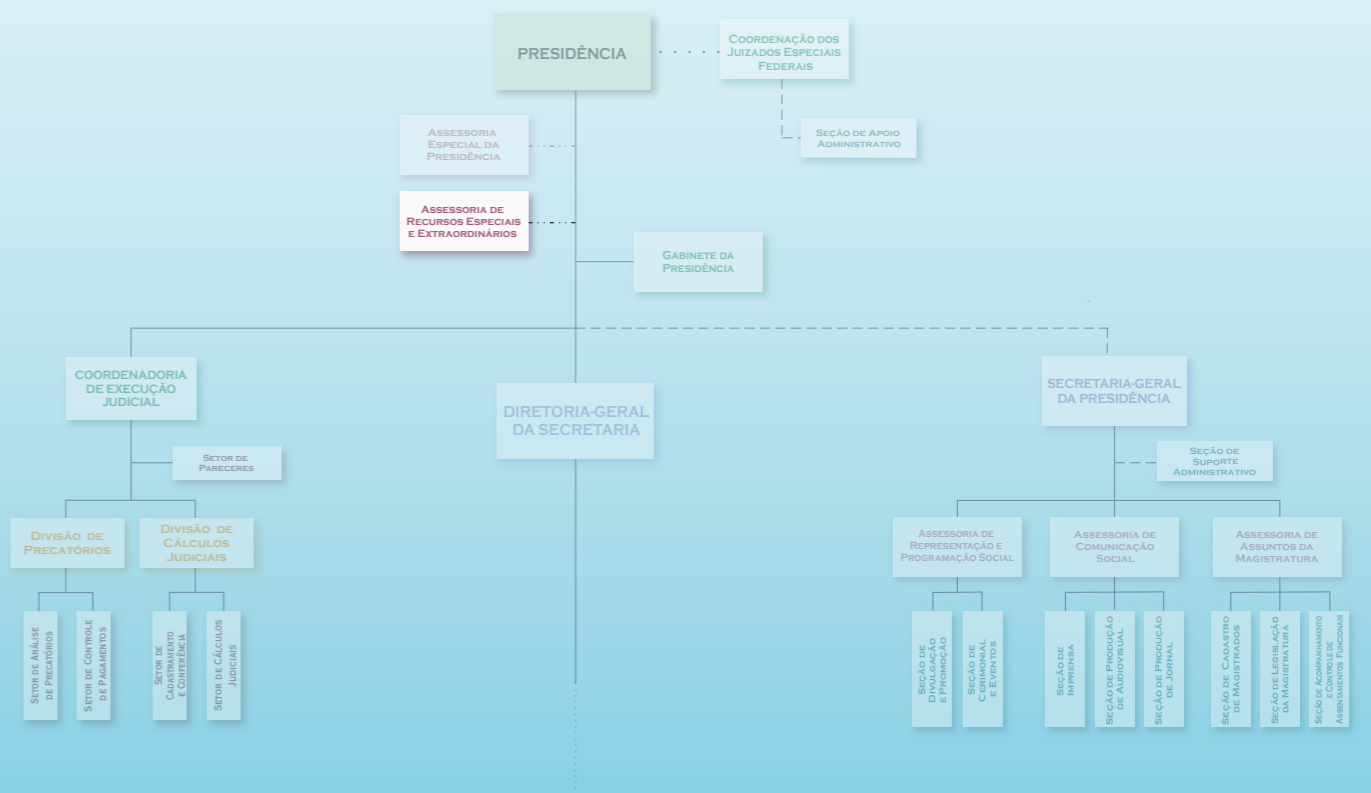 PRESIDÊNCIA
COORDENAÇÃO DOS
JUIZADOS ESPECIAIS
FEDERAIS
SEÇÃO DE APOIO
ADMINISTRATIVO
ASSESSORIA
ESPECIAL DA
PRESIDÊNCIA
ASSESSORIA DE
RECURSOS ESPECIAIS
E EXTRAORDINÁRIOS
GABINETE DA
PRESIDÊNCIA
COORDENADORIA
DE EXECUÇÃO
JUDICIAL
DIRETORIA-GERAL
DA SECRETARIA
SECRETARIA-GERAL
DA PRESIDÊNCIA
SETOR DE
PARECERES
SEÇÃO DE
SUPORTE
ADMINISTRATIVO
DIVISÃO DE
PRECATÓRIOS
DIVISÃO DE
CÁLCULOS
JUDICIAIS
ASSESSORIA DE
REPRESENTAÇÃO E
PROGRAMAÇÃO SOCIAL
ASSESSORIA DE
COMUNICAÇÃO
SOCIAL
ASSESSORIA DE
ASSUNTOS DA
MAGISTRATURA
SETOR DE ANÁLISE
DE PRECATÓRIOS
SETOR DE CONTROLE
DE PAGAMENTOS
SETOR DE
CADASTRAMENTO
E CONFERÊNCIA
SETOR DE CÁLCULOS
JUDICIAIS
SEÇÃO DE
DIVULGAÇÃO
E PROMOÇÃO
SEÇÃO DE
CERIMONIAL
E EVENTOS
SEÇÃO DE
IMPRENSA
SEÇÃO DE PRODUÇÃO
DE AUDIOVISUAL
SEÇÃO DE PRODUÇÃO
DE JORNAL
SEÇÃO DE CADASTRO
DE MAGISTRADOS
SEÇÃO DE LEGISLAÇÃO
DA MAGISTRATURA
SEÇÃO DE ACOMPANHAMENTO
E CONTROLE DE
ASSENTAMENTOS FUNCIONAIS